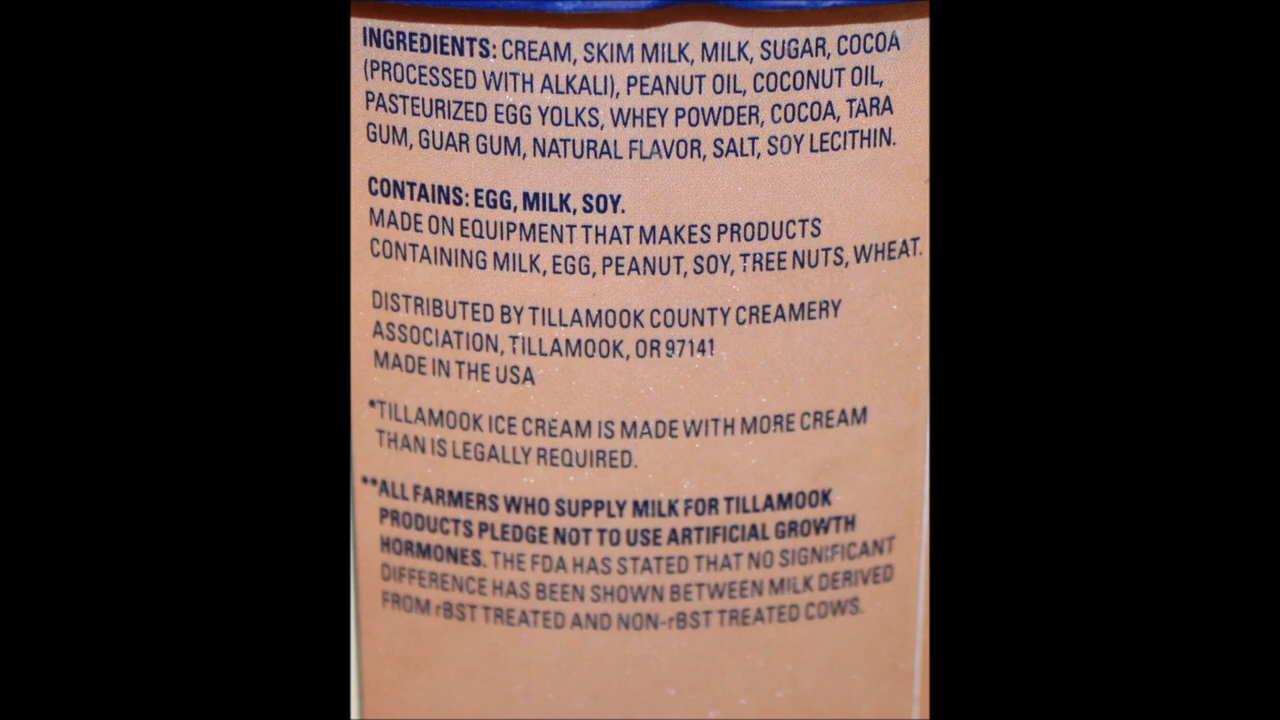 INGREDIENTS: CREAM, SKIM MILK, MILK, SUGAR, COCOA
(PROCESSED WITH ALKALI), PEANUT OIL, COCONUT OIL,
PASTEURIZED EGG YOLKS, WHEY POWDER, COCOA, TARA
GUM, GUAR GUM, NATURAL FLAVOR, SALT, SOY LECITHIN.
CONTAINS: EGG, MILK, SOY.
MADE ON EQUIPMENT THAT MAKES PRODUCTS
CONTAINING MILK, EGG, PEANUT, SOY, TREE NUTS, WHEAT.
DISTRIBUTED BY TILLAMOOK COUNTY CREAMERY
ASSOCIATION, TILLAMOOK, OR 97141
MADE IN THE USA
*TILLAMOOK ICE CREAM IS MADE WITH MORE CREAM
THAN IS LEGALLY REQUIRED.
**ALL FARMERS WHO SUPPLY MILK FOR TILLAMOOK
PRODUCTS PLEDGE NOT TO USE ARTIFICIAL GROWTH
HORMONES. THE FDA HAS STATED THAT NO SIGNIFICANT
DIFFERENCE HAS BEEN SHOWN BETWEEN MILK DERIVED
FROM rBST TREATED AND NON-rBST TREATED COWS.